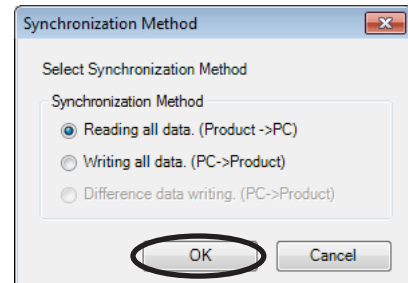 Synchronization Method
Select Synchronization Method
Synchronization Method
Reading all data. (Product ->PC)
Writing all data. (PC->Product)
Difference data writing. (PC->Product)
OK Cancel